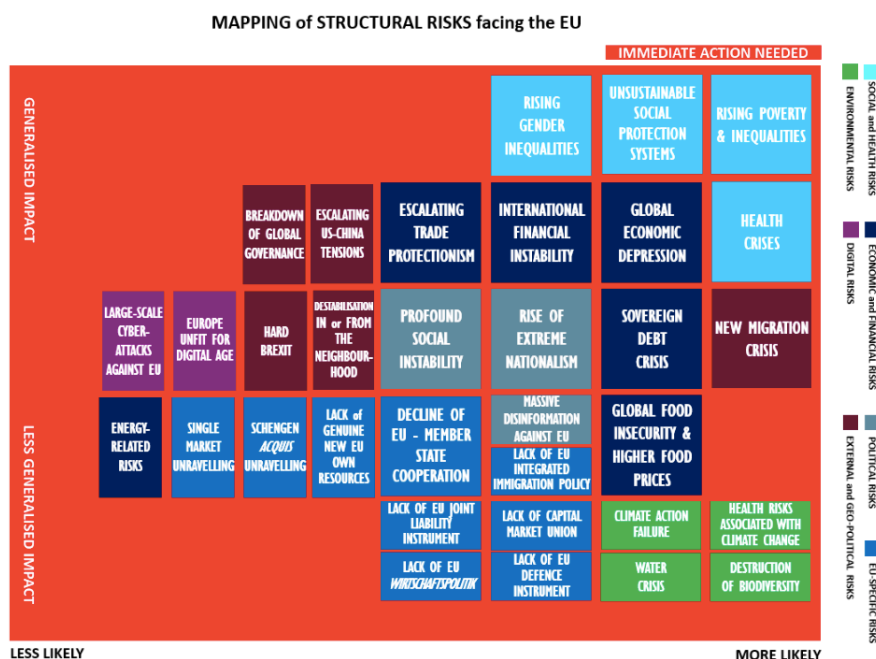 MAPPING of STRUCTURAL RISKS facing the EU
IMMEDIATE ACTION NEEDED
GENERALISED IMPACT
RISING
GENDER
INEQUALITIES
UNSUSTAINABLE
SOCIAL
PROTECTION
SYSTEMS
RISING POVERTY
& INEQUALITIES
BREAKDOWN
OF GLOBAL
GOVERNANCE
ESCALATING
US-CHINA
TENSIONS
ESCALATING
TRADE
PROTECTIONISM
INTERNATIONAL
FINANCIAL
INSTABILITY
GLOBAL
ECONOMIC
DEPRESSION
HEALTH
CRISES
LARGE-SCALE
CYBER-
ATTACKS
AGAINST EU
EUROPE
UNFIT FOR
DIGITAL AGE
HARD
BREXIT
DESTABILISATION
IN or FROM
THE
NEIGHBOUR-
HOOD
PROFOUND
SOCIAL
INSTABILITY
RISE OF
EXTREME
NATIONALISM
SOVEREIGN
DEBT
CRISIS
NEW MIGRATION
CRISIS
LESS GENERALISED IMPACT
ENERGY-
RELATED
RISKS
SINGLE
MARKET
UNRAVELLING
SCHENGEN
ACQUIS
UNRAVELLING
LACK of
GENUINE
NEW EU
OWN
RESOURCES
DECLINE OF
EU - MEMBER
STATE
COOPERATION
MASSIVE
DISINFORMATION
AGAINST EU
LACK OF EU
INTEGRATED
IMMIGRATION POLICY
GLOBAL FOOD
INSECURITY &
HIGHER FOOD
PRICES
LACK OF EU JOINT
LIABILITY
INSTRUMENT
LACK OF CAPITAL
MARKET UNION
CLIMATE ACTION
FAILURE
HEALTH RISKS
ASSOCIATED WITH
CLIMATE CHANGE
LACK OF EU
WIRTSCHAFTSPOLITIK
LACK OF EU
DEFENCE
INSTRUMENT
WATER
CRISIS
DESTRUCTION
OF BIODIVERSITY
LESS LIKELY
MORE LIKELY
SOCIAL and HEALTH RISKS
ENVIRONMENTAL RISKS
ECONOMIC and FINANCIAL RISKS
DIGITAL RISKS
POLITICAL RISKS
EXTERNAL and GEO-POLITICAL RISKS
EU-SPECIFIC RISKS